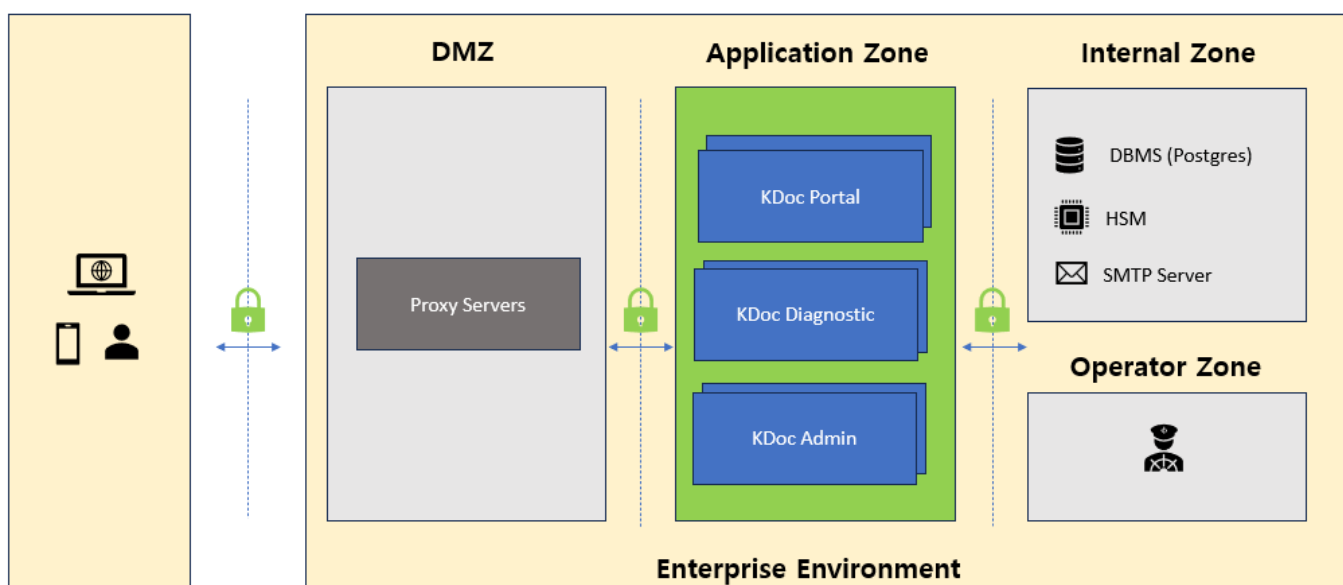 DMZ
Application Zone
Internal Zone
Proxy Servers
KDoc Portal
KDoc Diagnostic
KDoc Admin
DBMS (Postgres)
HSM
SMTP Server
Operator Zone
Enterprise Environment